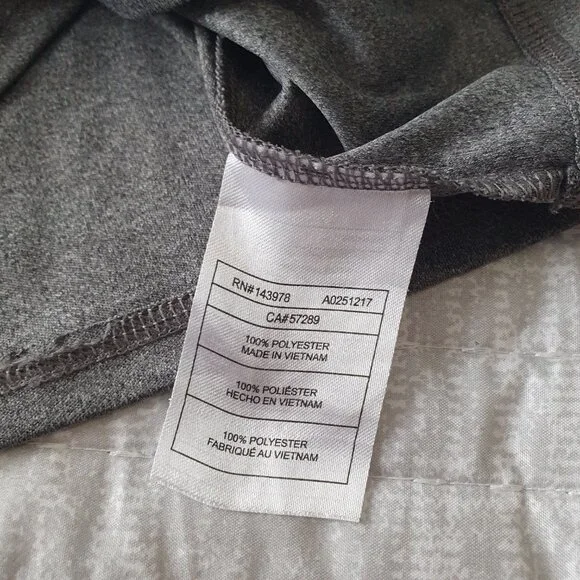 RN#143978 A0251217
CA#57289
100% POLYESTER
MADE IN VIETNAM
100% POLIÉSTER
HECHO EN VIETNAM
100% POLYESTER
FABRIQUÉ AU VIETNAM